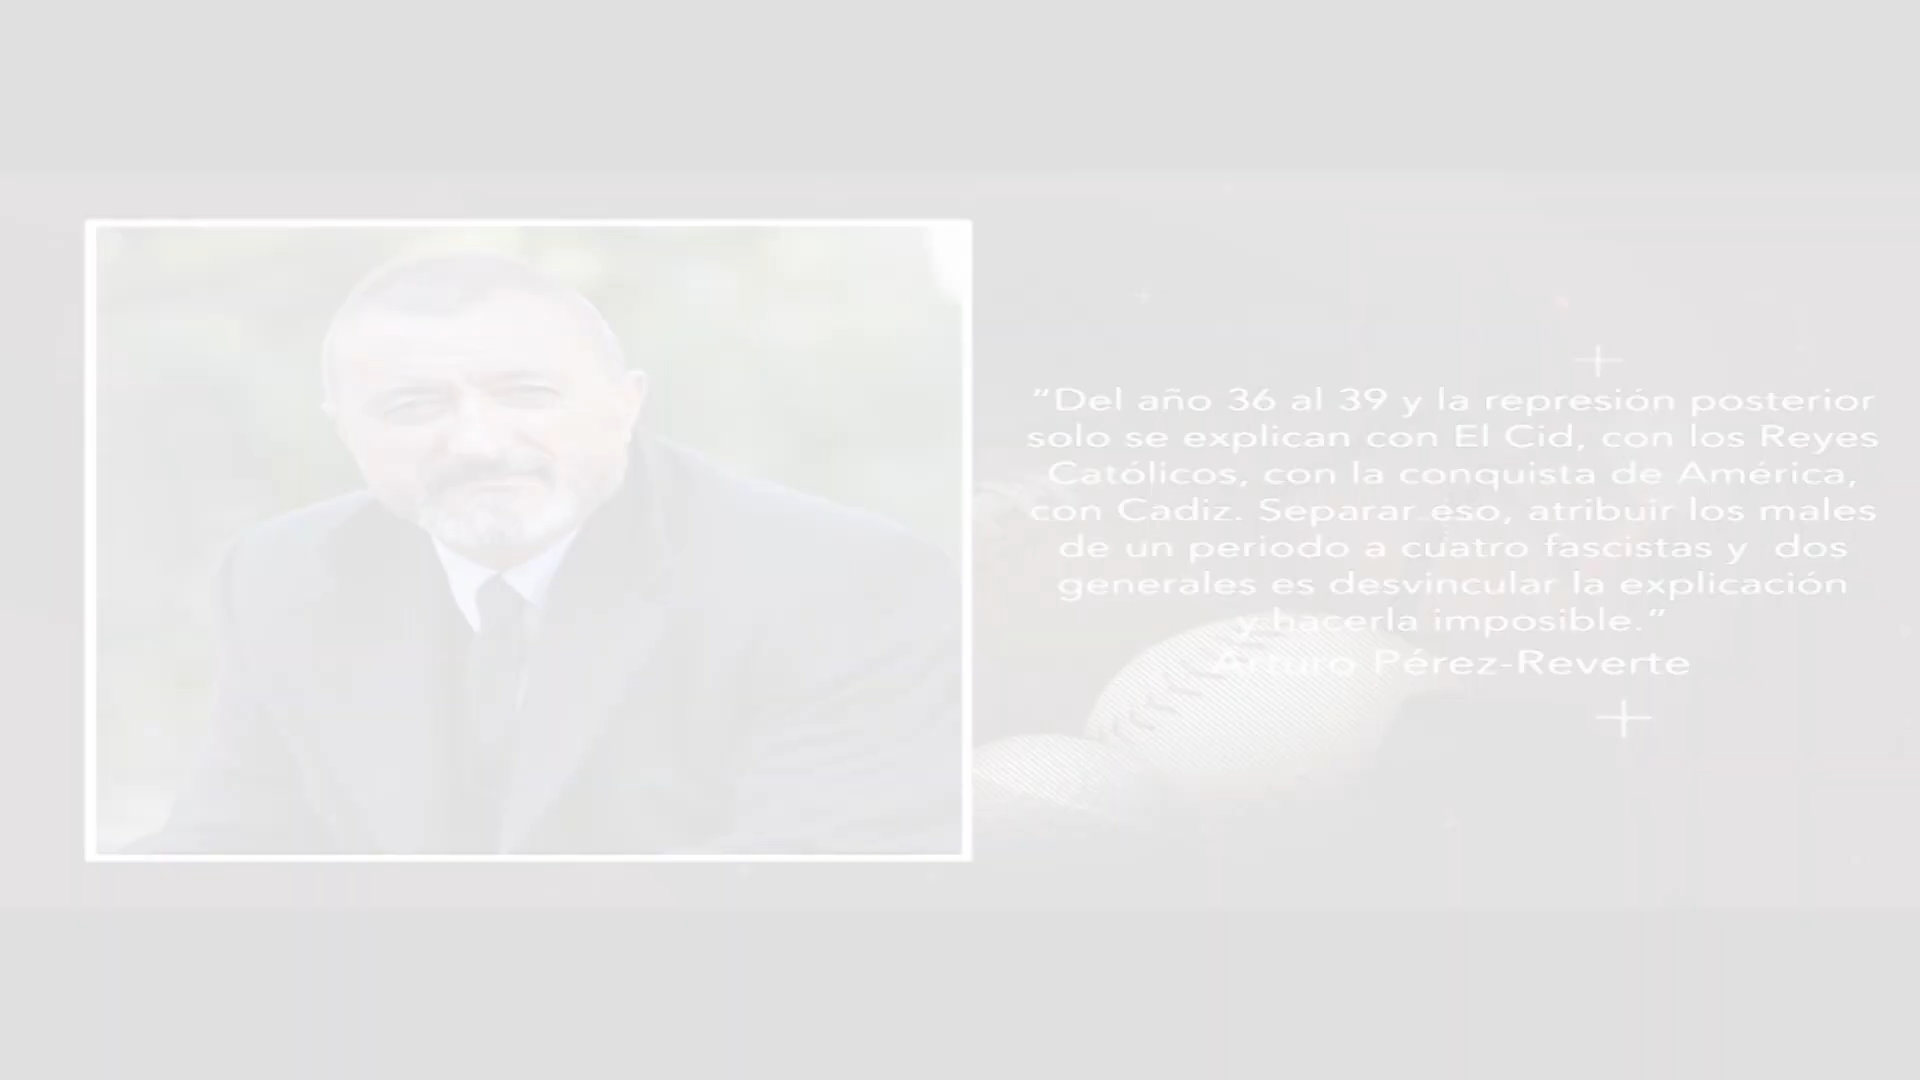 “Del año 36 al 39 y la represión posterior
solo se explican con El Cid, con los Reyes
Católicos, con la conquista de América,
con Cadiz. Separar eso, atribuir los males
de un periodo a cuatro fascistas y dos
generales es desvincular la explicación
y hacerla imposible.”
Arturo Pérez-Reverte